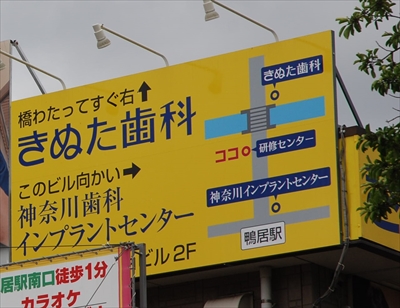 橋わたってすぐ右↑
きぬた歯科
このビル向かい→
神奈川歯科
インプラントセンター
ビル2F
きぬた歯科
ココ
研修センター
神奈川インプラントセンター
鴨居駅
居駅南口徒歩1分
カラオケ